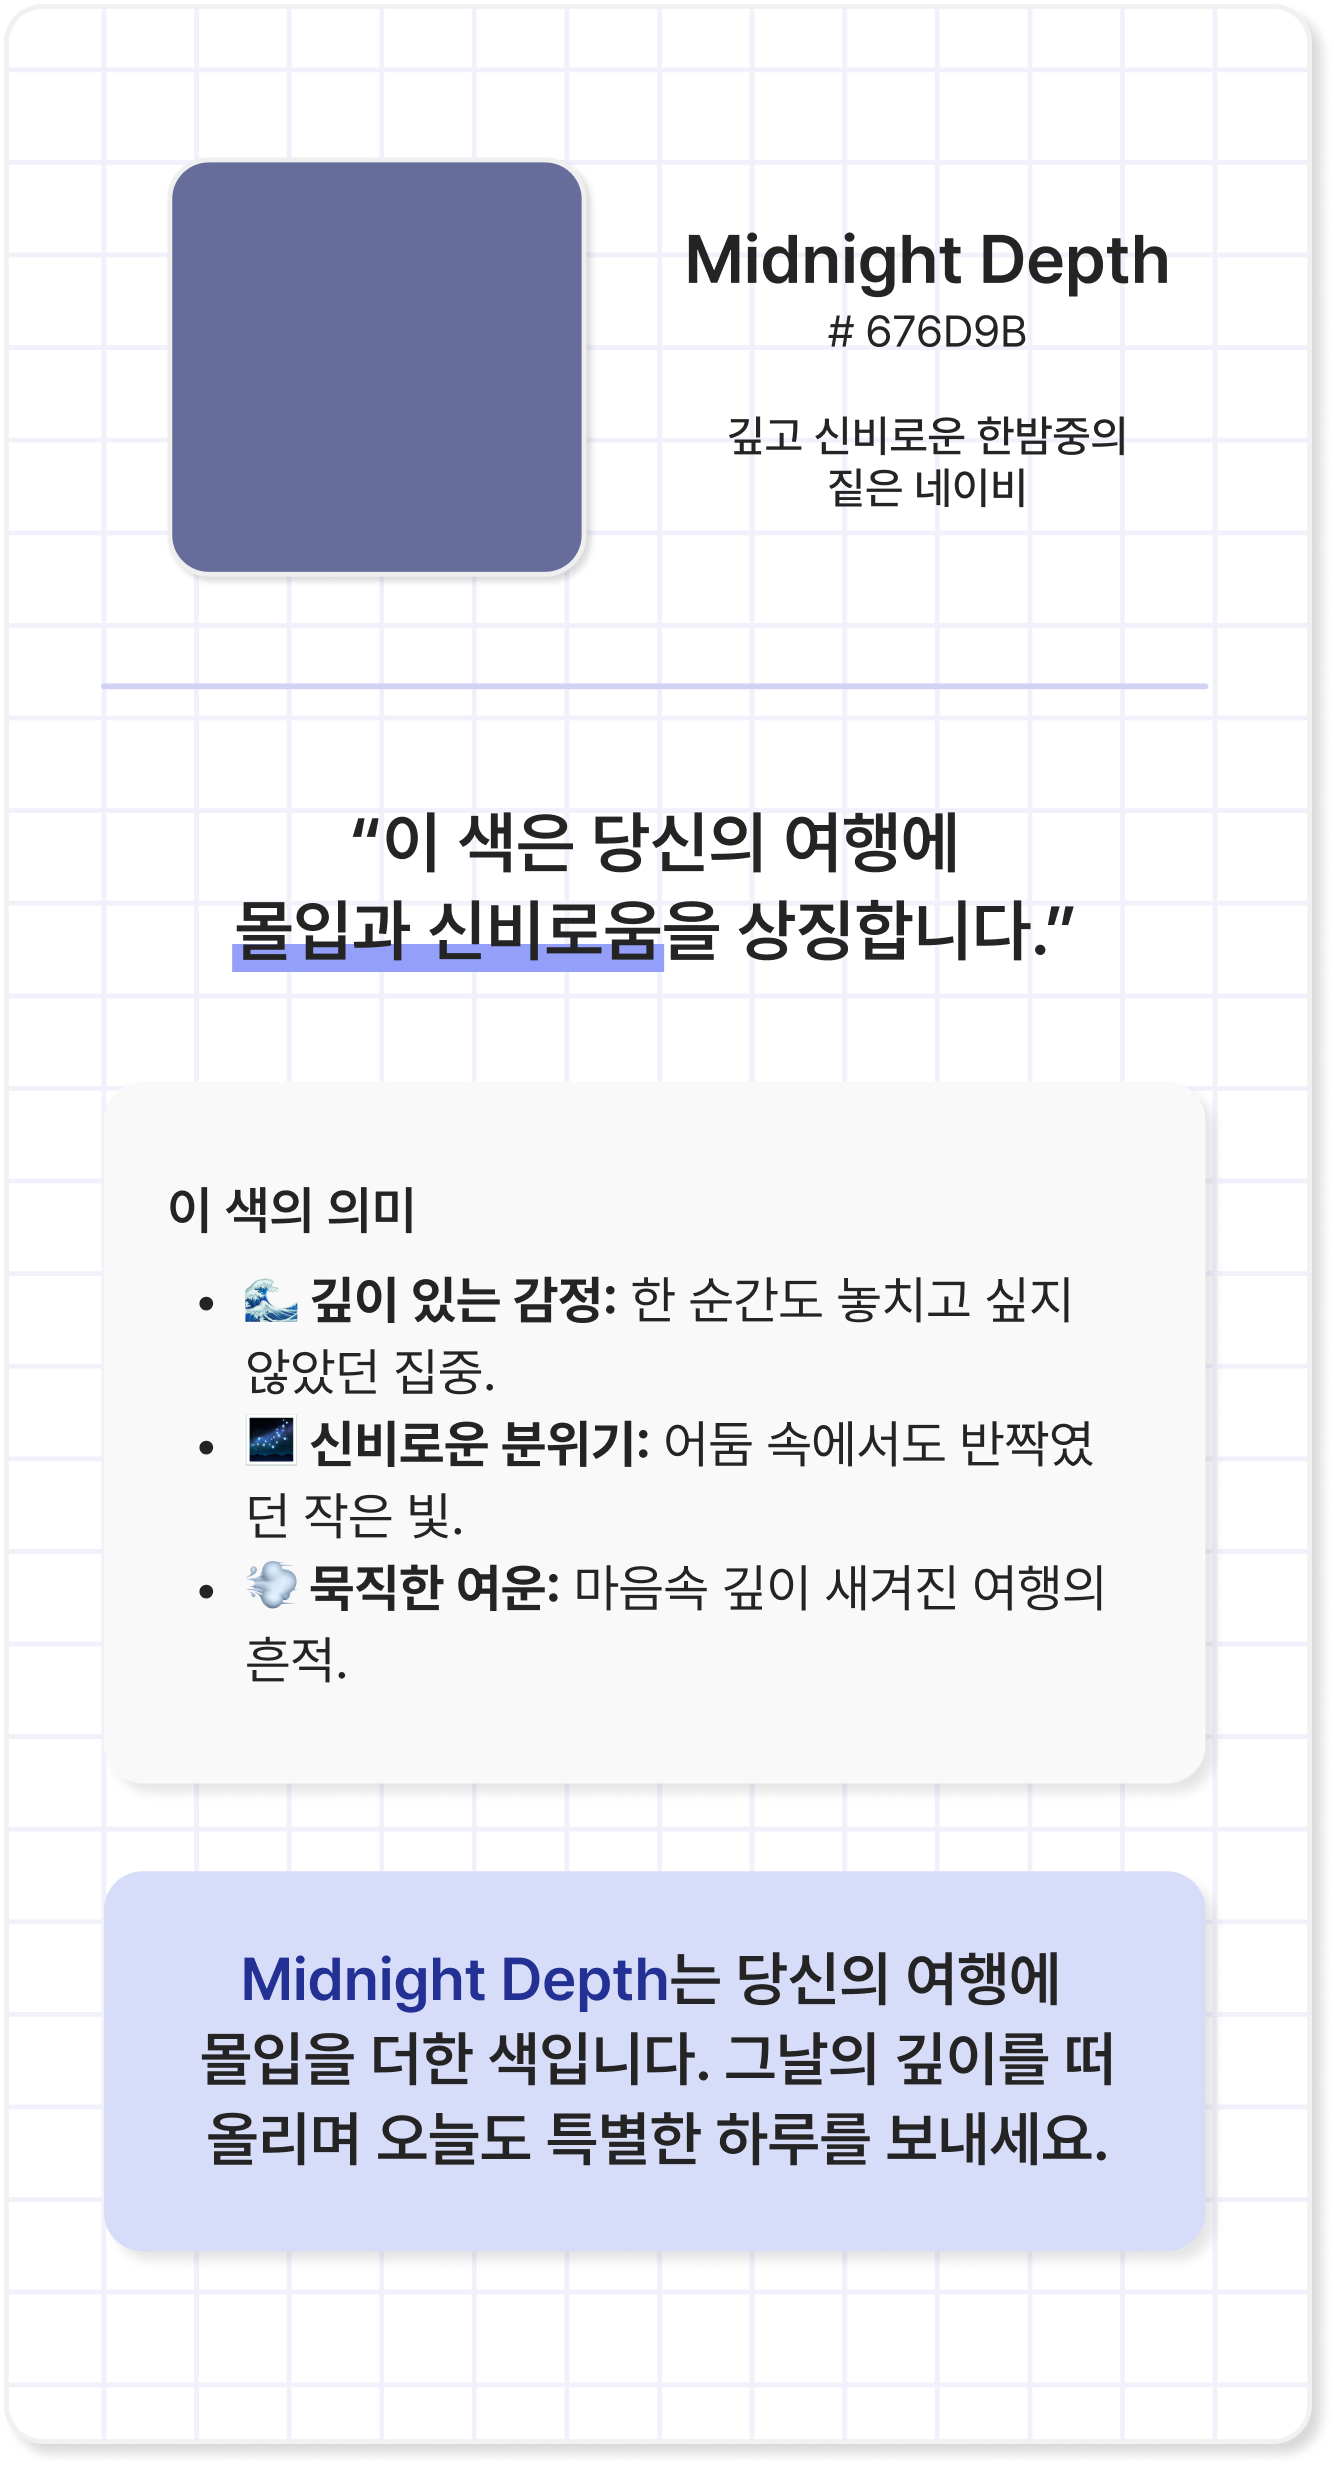 Midnight Depth
# 676D9B
깊고 신비로운 한밤중의
짙은 네이비
“이 색은 당신의 여행에
몰입과 신비로움을 상징합니다.”
이 색의 의미
• 🌊 깊이 있는 감정: 한 순간도 놓치고 싶지
않았던 집중.
• 🌌 신비로운 분위기: 어둠 속에서도 반짝였
던 작은 빛.
• 💨 묵직한 여운: 마음속 깊이 새겨진 여행의
흔적.
Midnight Depth는 당신의 여행에
몰입을 더한 색입니다. 그날의 깊이를 떠
올리며 오늘도 특별한 하루를 보내세요.